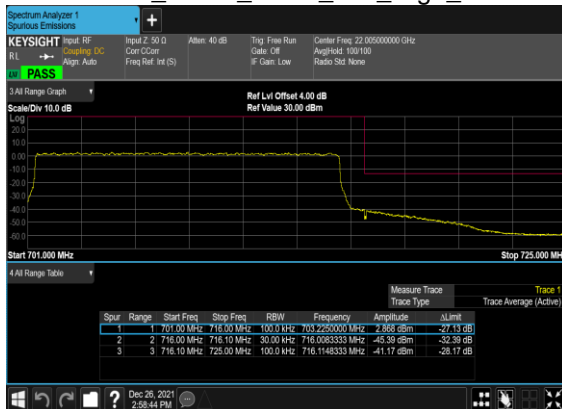 Spectrum Analyzer 1
Spurious Emissions
+
KEYSIGHT Input: RF Input Z: 50 Ω Atten: 40 dB Trig: Free Run Center Freq: 22.005000000 GHz
RL Coupling: DC Corr CCorr Gate: Off Avg|Hold: 100/100
Align: Auto Freq Ref: Int (S) IF Gain: Low Radio Std: None
PASS
3 All Range Graph
Ref Lvl Offset 4.00 dB
Scale/Div 10.0 dB Ref Value 30.00 dBm
Log
20.0
10.0
0.00
-10.0
-20.0
-30.0
-40.0
-50.0
-60.0
Start 701.000 MHz Stop 725.000 MH
4 All Range Table
Measure Trace Trace 1
Trace Type Trace Average (Active)
Spur Range Start Freq Stop Freq RBW Frequency Amplitude ΔLimit
1 1 701.00 MHz 716.00 MHz 100.0 kHz 703.2250000 MHz 2.868 dBm -27.13 dB
2 2 716.00 MHz 716.10 MHz 30.00 kHz 716.0083333 MHz -45.39 dBm -32.39 dB
3 3 716.10 MHz 725.00 MHz 100.0 kHz 716.1148333 MHz -41.17 dBm -28.17 dB
? Dec 26, 2021
2:58:44 PM